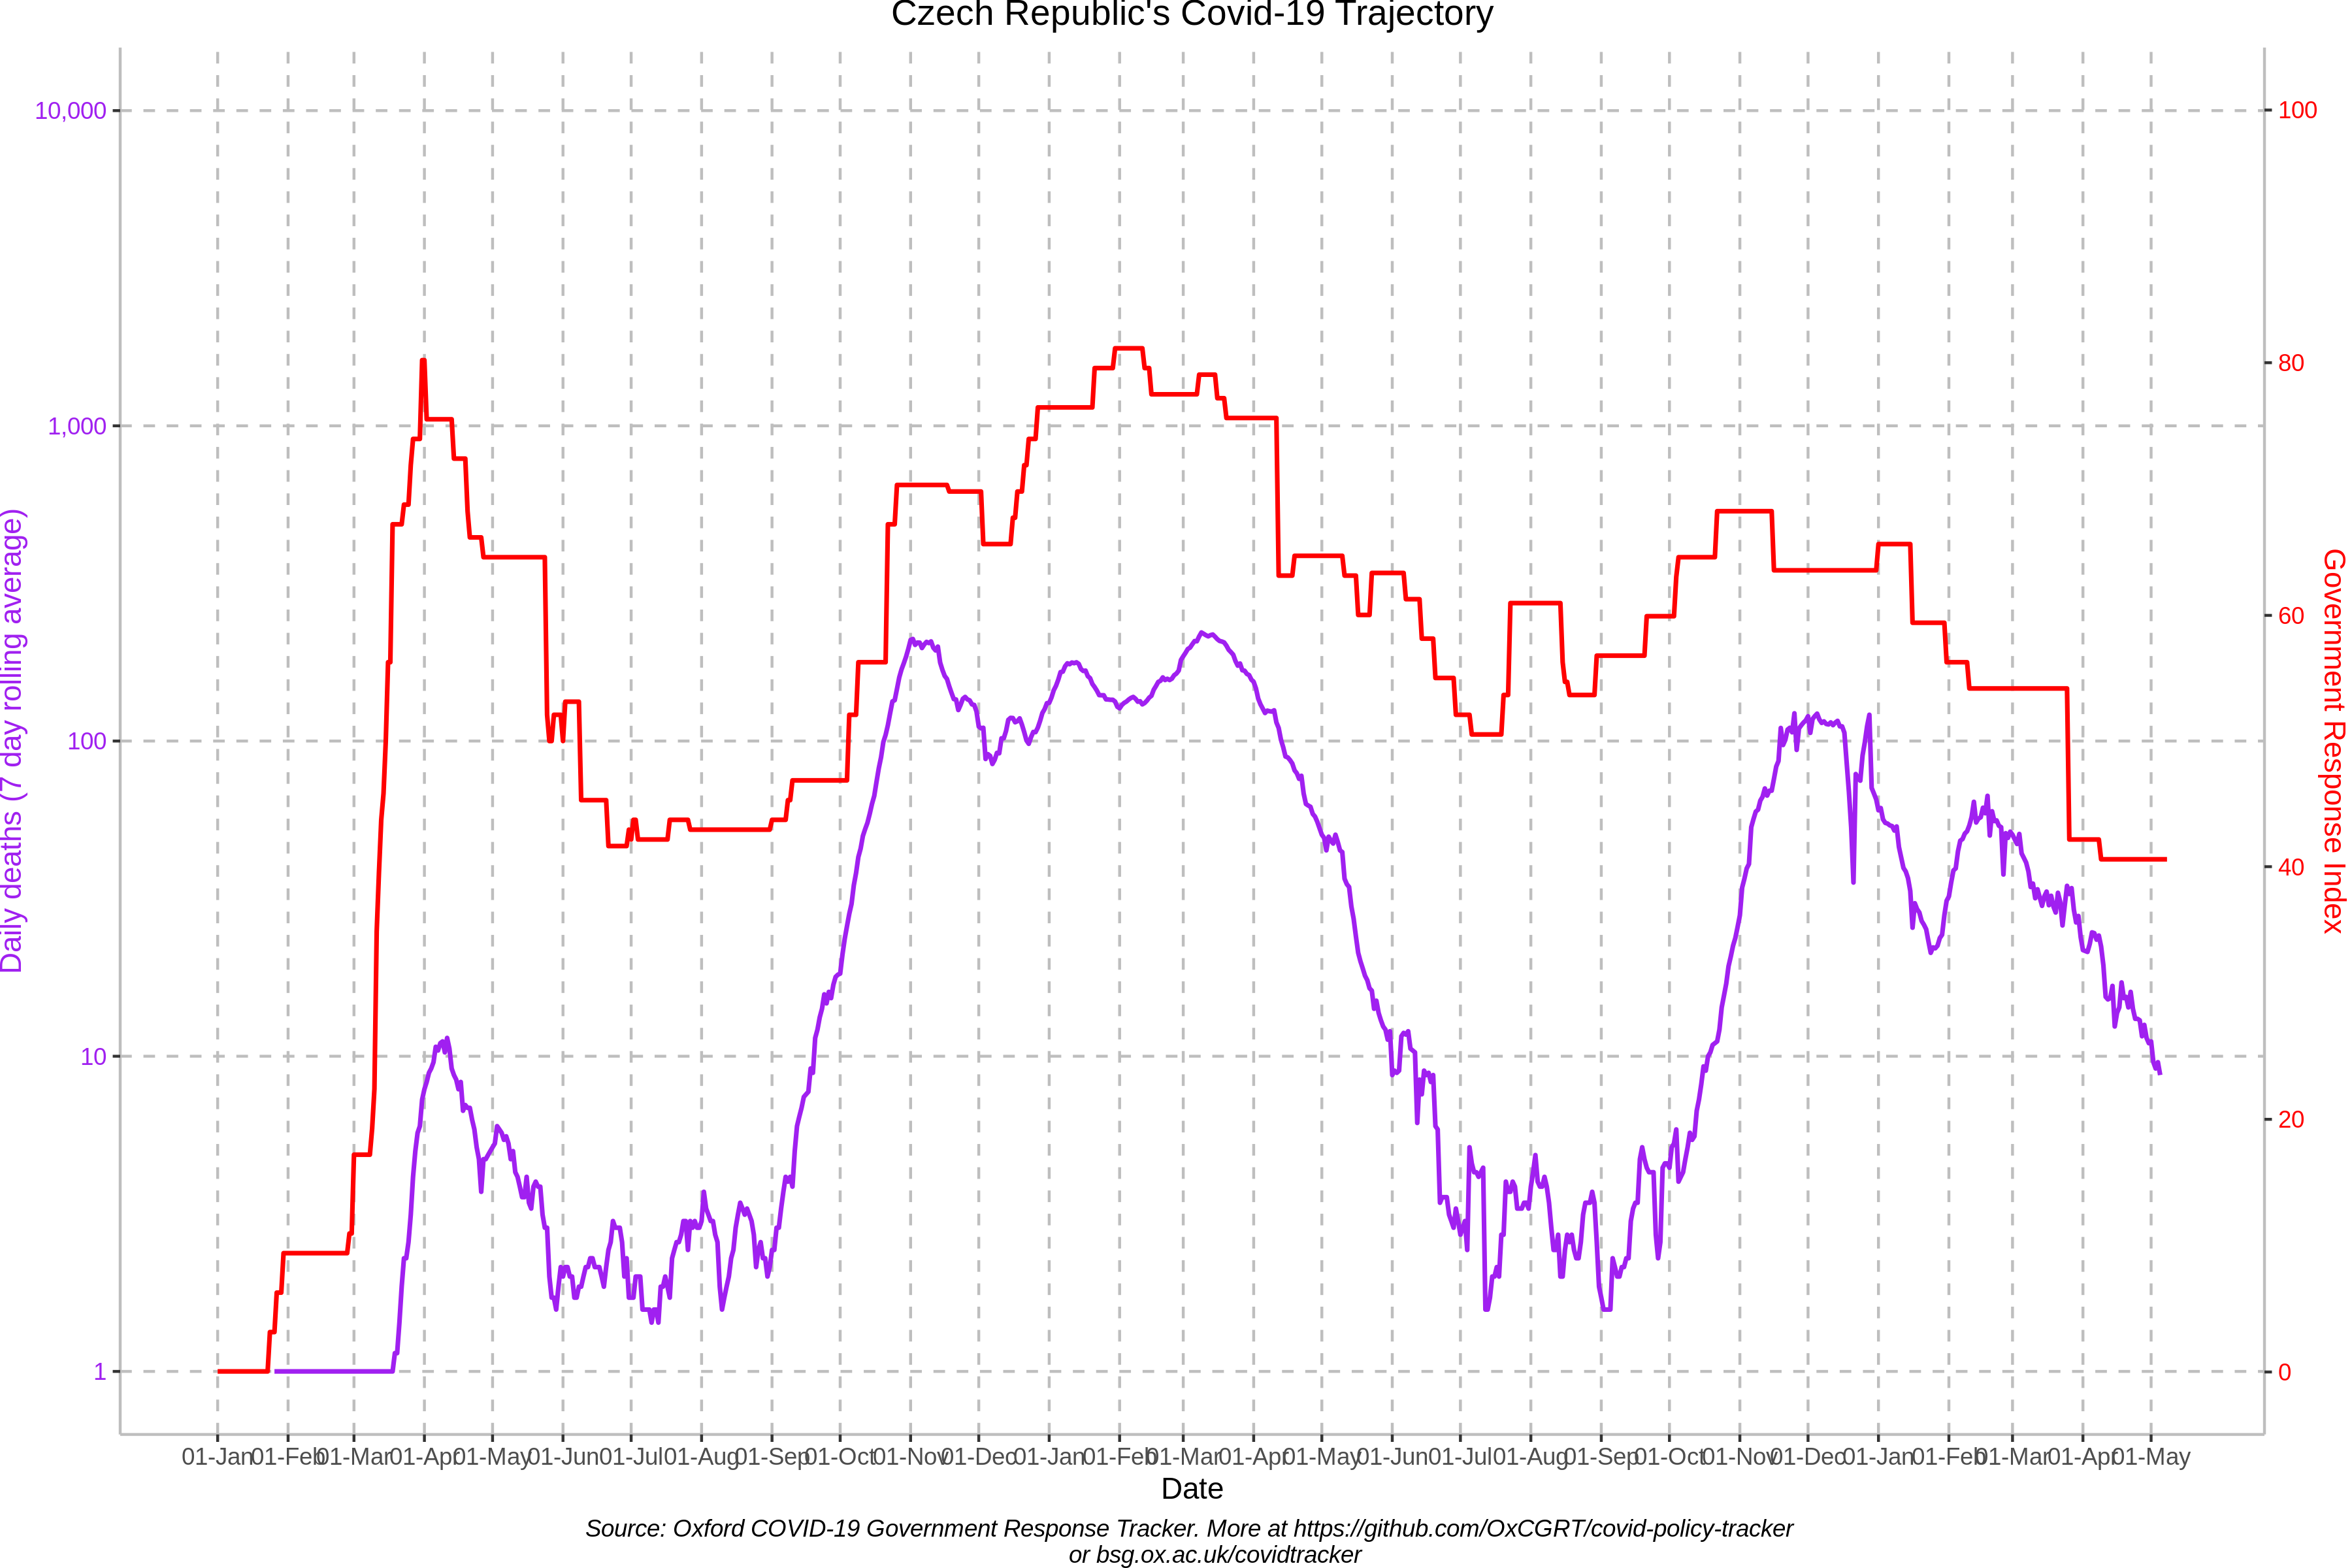 Czech Republic's Covid-19 Trajectory
Daily deaths (7 day rolling average)
10,000
1,000
100
10
1
Government Response Index
100
80
60
40
20
0
01-Jan 01-Feb 01-Mar 01-Apr 01-May 01-Jun 01-Jul 01-Aug 01-Sep 01-Oct 01-Nov 01-Dec 01-Jan 01-Feb 01-Mar 01-Apr 01-May 01-Jun 01-Jul 01-Aug 01-Sep 01-Oct 01-Nov 01-Dec 01-Jan 01-Feb 01-Mar 01-Apr 01-May
Date
Source: Oxford COVID-19 Government Response Tracker. More at https://github.com/OxCGRT/covid-policy-tracker
or bsg.ox.ac.uk/covidtracker